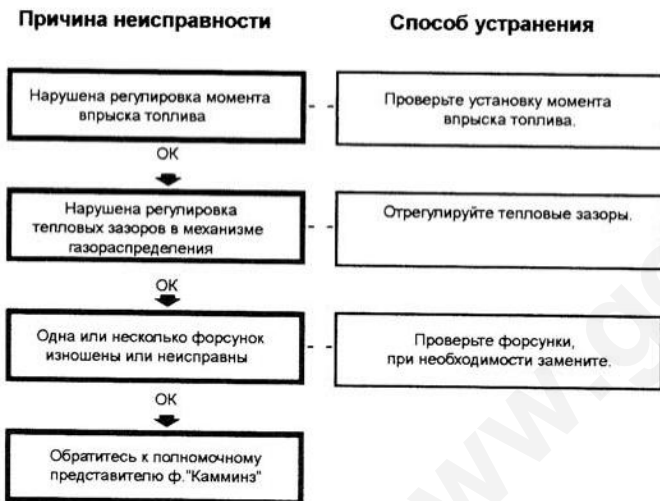 Причина неисправности
Способ устранения
Нарушена регулировка момента
впрыска топлива
Проверьте установку момента
впрыска топлива.
ОК
Нарушена регулировка
тепловых зазоров в механизме
газораспределения
Отрегулируйте тепловые зазоры.
ОК
Одна или несколько форсунок
изношены или неисправны
Проверьте форсунки,
при необходимости замените.
ОК
Обратитесь к полномочному
представителю ф."Камминз"
www.g